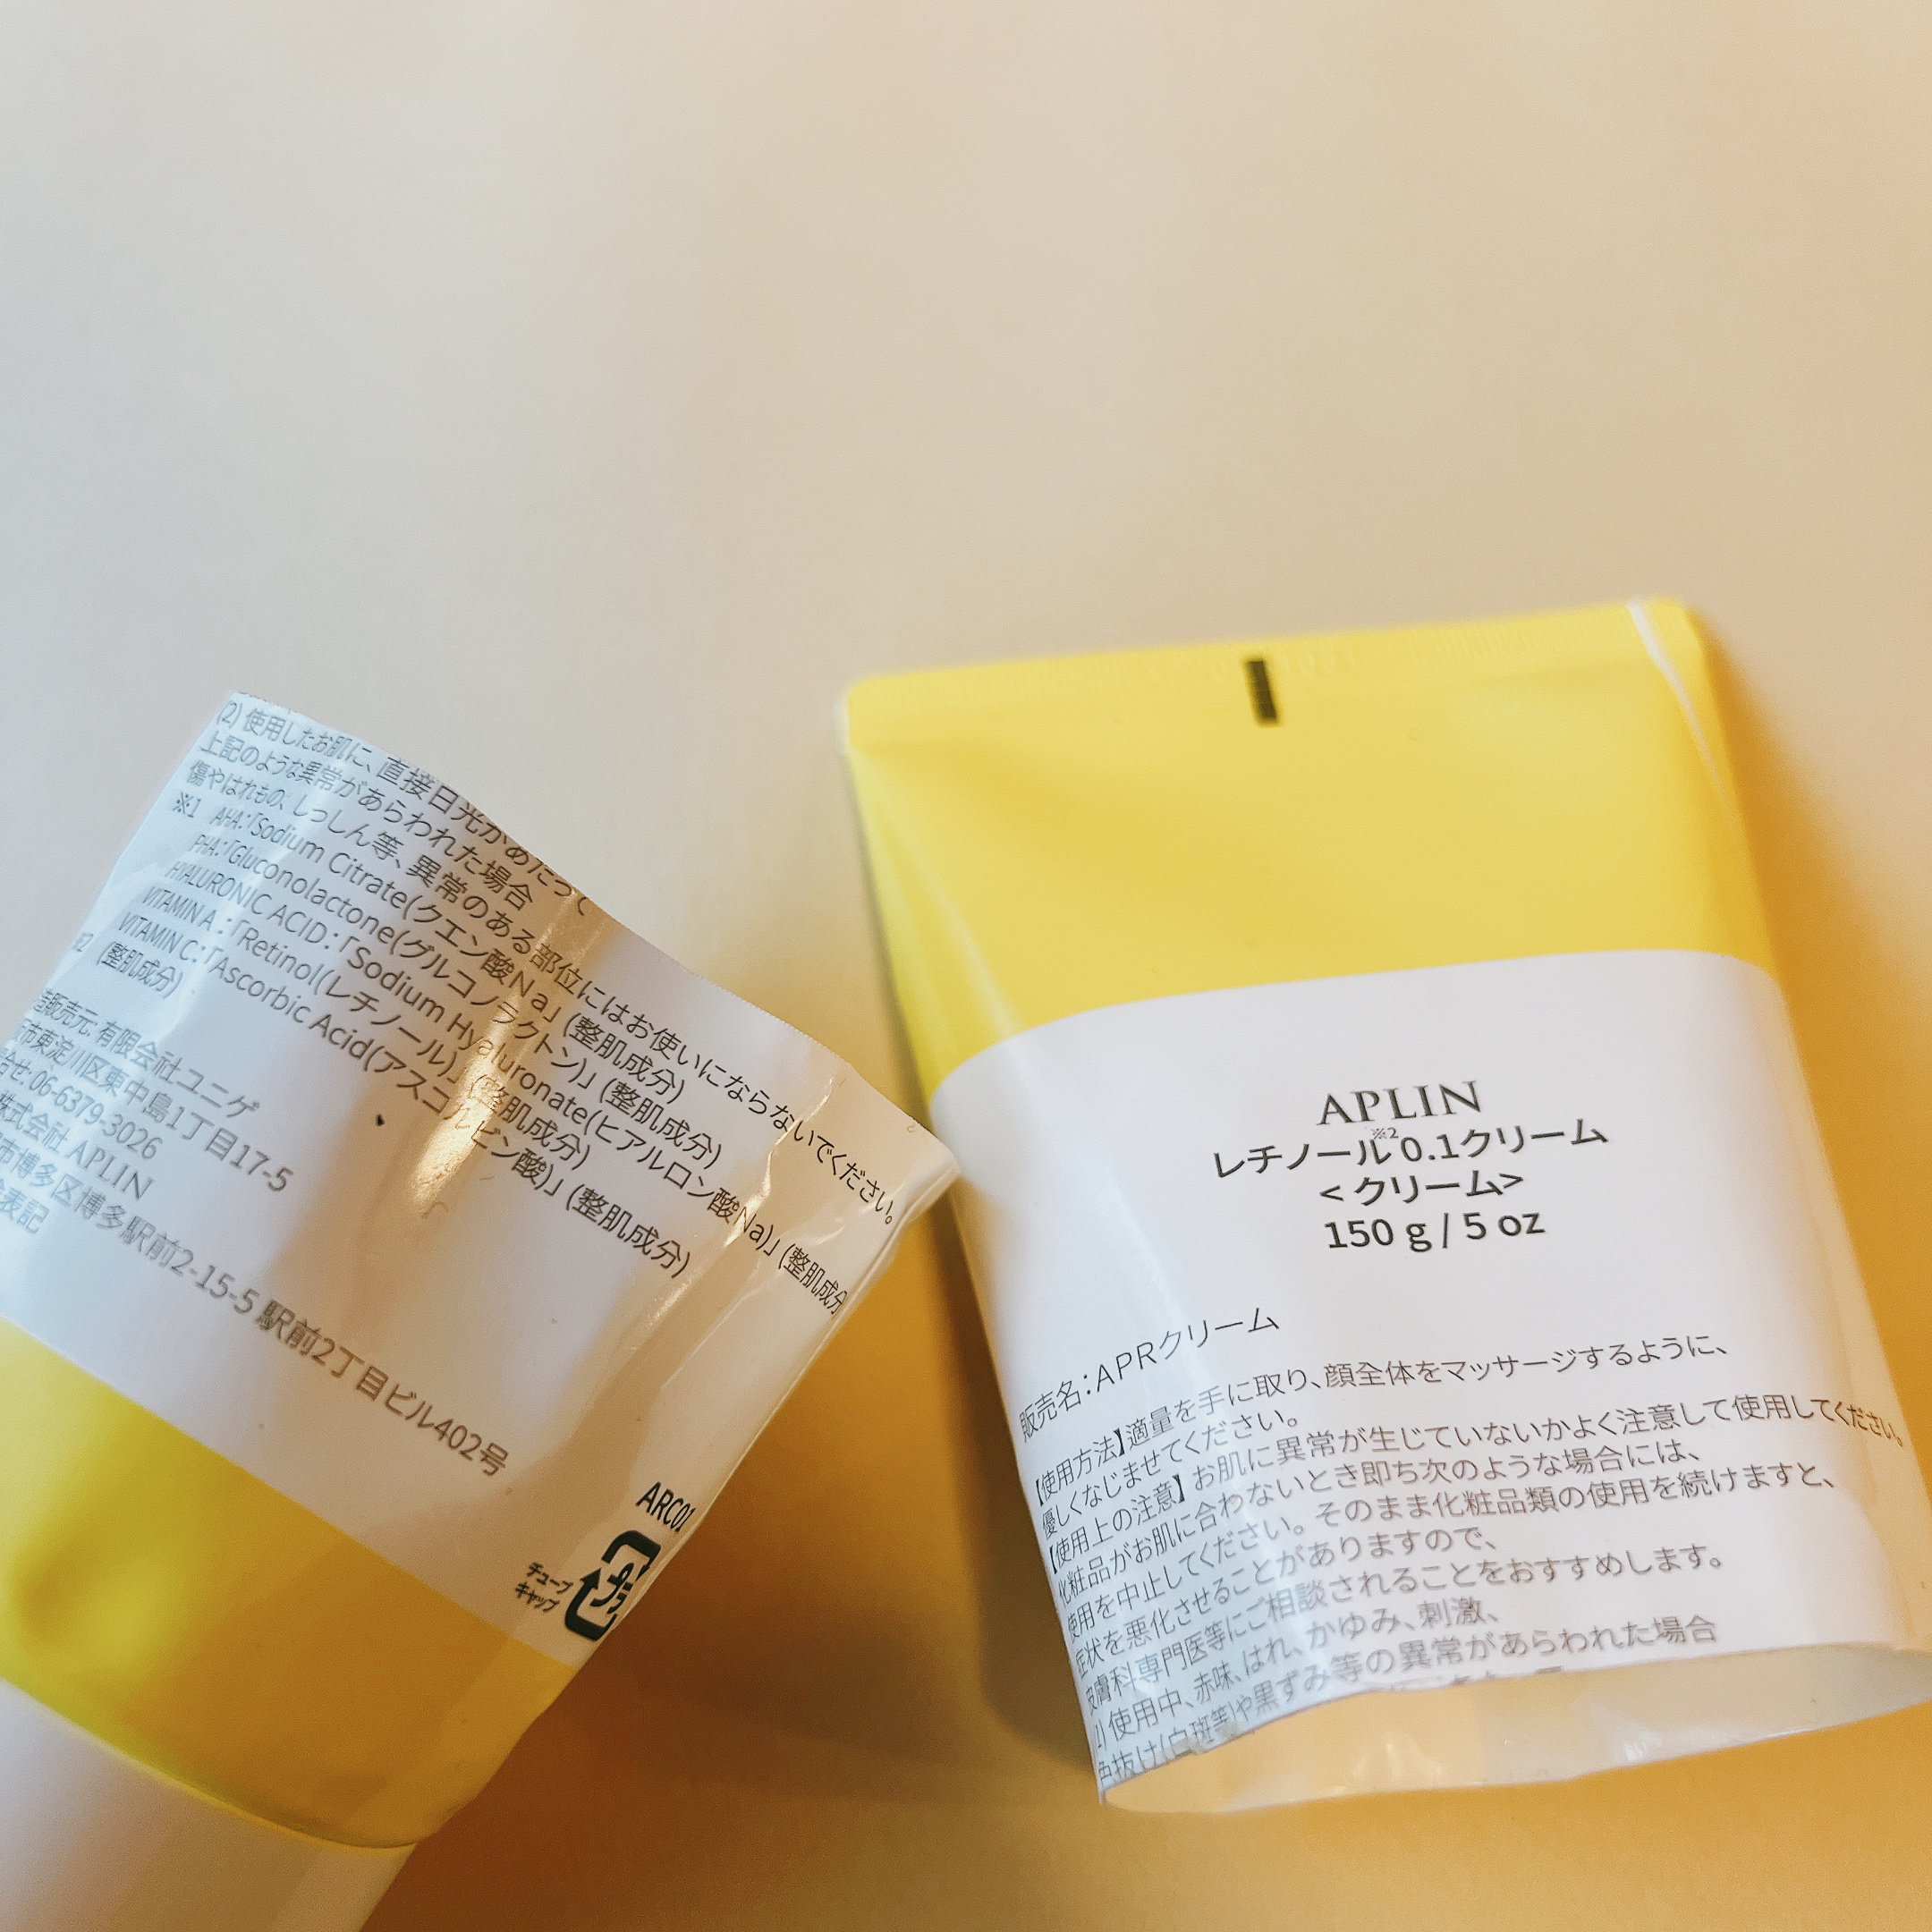 APLIN
レチノール※2 0.1クリーム
<クリーム>
150 g / 5 oz
販売名：APRクリーム
【使用方法】適量を手に取り、顔全体をマッサージするように、
優しくなじませてください。
【使用上の注意】お肌に異常が生じていないかよく注意して使用してください。
化粧品がお肌に合わないとき即ち次のような場合には、
使用を中止してください。そのまま化粧品類の使用を続けますと、
症状を悪化させることがありますので、
皮膚科専門医等にご相談されることをおすすめします。
(1) 使用中、赤味、はれ、かゆみ、刺激、
色抜け(白斑等)や黒ずみ等の異常があらわれた場合
(2) 使用したお肌に、直接日光があたって
上記のような異常があらわれた場合
傷やはれもの、しっしん等、異常のある部位にはお使いにならないでください。
※1 AHA：「Sodium Citrate(クエン酸Na」(整肌成分)
PHA：「Gluconolactone(グルコノラクトン)」(整肌成分)
HYALURONIC ACID：「Sodium Hyaluronate(ヒアルロン酸Na)」(整肌成分
VITAMIN A：「Retinol(レチノール)」(整肌成分)
VITAMIN C：「Ascorbic Acid(アスコルビン酸)」(整肌成分)
※2 (整肌成分)
販売元: 有限会社ユニゲ
市東淀川区東中島1丁目17-5
合せ: 06-6379-3026
株式会社 APLIN
市博多区博多駅前2-15-5 駅前2丁目ビル402号
表記
ARC01
プラ
チューブ
キャップ